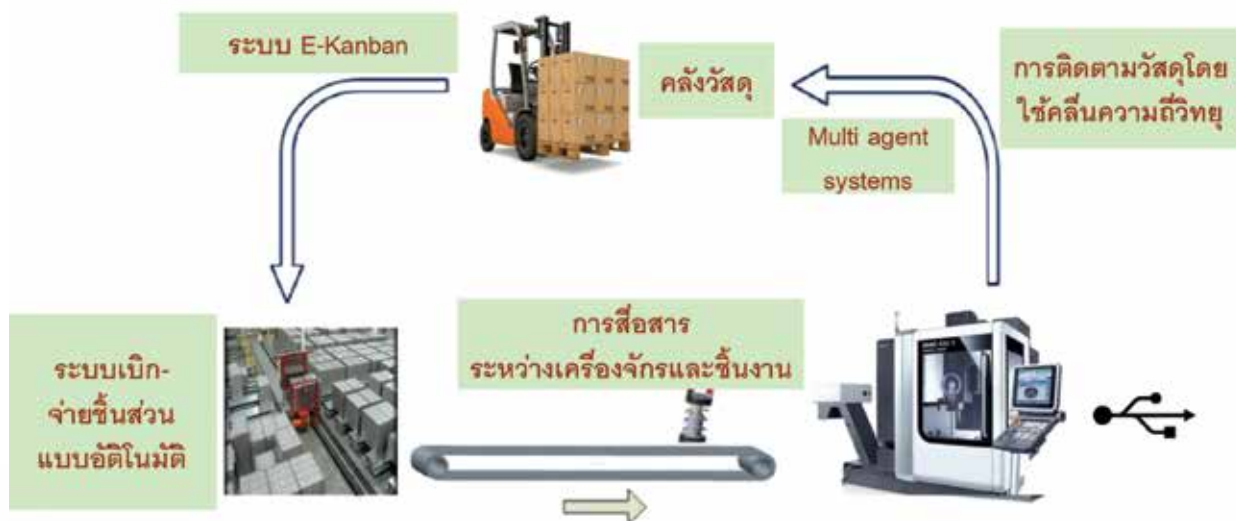 ระบบ E-Kanban
คลังวัสดุ
การติดตามวัสดุโดย
ใช้คลื่นความถี่วิทยุ
Multi agent
systems
การสื่อสาร
ระหว่างเครื่องจักรและชิ้นงาน
ระบบเบิก-
จ่ายชิ้นส่วน
แบบอัติโนมัติ